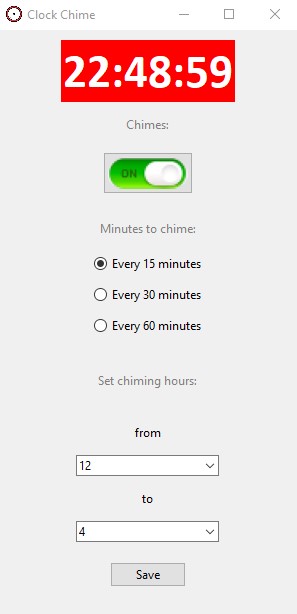 Clock Chime
22:48:59
Chimes:
ON
Minutes to chime:
Every 15 minutes
Every 30 minutes
Every 60 minutes
Set chiming hours:
from
12
to
4
Save